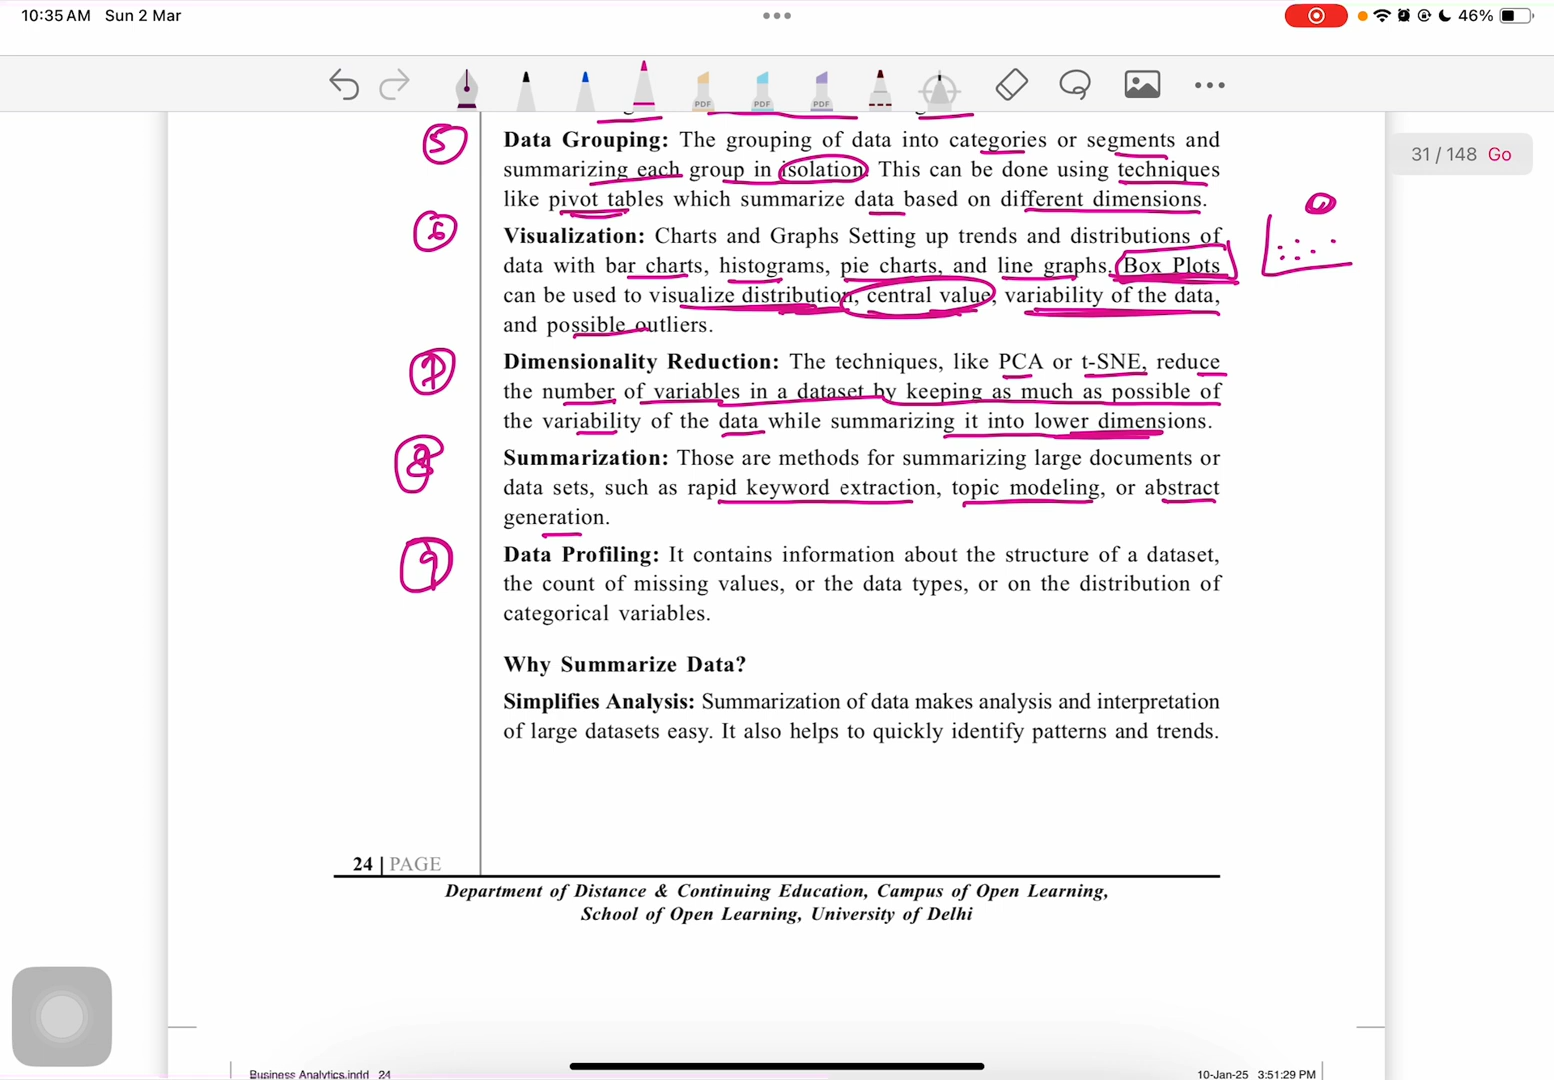 10:35 AM Sun 2 Mar
46%
PDF PDF PDF
31 / 148 Go
5
Data Grouping: The grouping of data into categories or segments and
summarizing each group in isolation. This can be done using techniques
like pivot tables which summarize data based on different dimensions.
6
Visualization: Charts and Graphs Setting up trends and distributions of
data with bar charts, histograms, pie charts, and line graphs. Box Plots
can be used to visualize distribution, central value, variability of the data,
and possible outliers.
7
Dimensionality Reduction: The techniques, like PCA or t-SNE, reduce
the number of variables in a dataset by keeping as much as possible of
the variability of the data while summarizing it into lower dimensions.
8
Summarization: Those are methods for summarizing large documents or
data sets, such as rapid keyword extraction, topic modeling, or abstract
generation.
9
Data Profiling: It contains information about the structure of a dataset,
the count of missing values, or the data types, or on the distribution of
categorical variables.
Why Summarize Data?
Simplifies Analysis: Summarization of data makes analysis and interpretation
of large datasets easy. It also helps to quickly identify patterns and trends.
24 | PAGE
Department of Distance & Continuing Education, Campus of Open Learning,
School of Open Learning, University of Delhi
Business Analytics.indd 24
10-Jan-25 3:51:29 PM